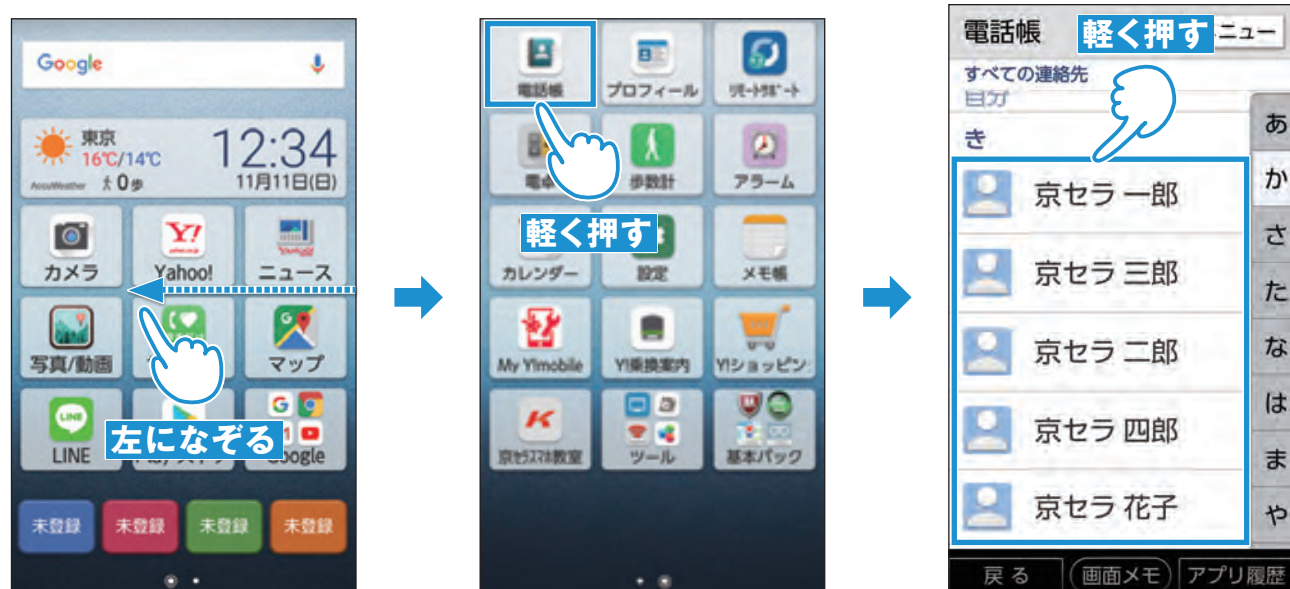 Google
東京
16℃/14℃
AccuWeather 0歩
12:34
11月11日(日)
カメラ
Yahoo!
ニュース
写真/動画
マップ
LINE
Google
左になぞる
未登録
未登録
未登録
未登録
電話帳
プロフィール
リモートサポート
電卓
歩数計
アラーム
軽く押す
カレンダー
設定
メモ帳
My Y!mobile
Y!乗換案内
Y!ショッピン
京セラスマホ教室
ツール
基本パック
電話帳
軽く押す
ニュー
すべての連絡先
自分
き
京セラ 一郎
京セラ 三郎
京セラ 二郎
京セラ 四郎
京セラ 花子
あ
か
さ
た
な
は
ま
や
戻る
画面メモ
アプリ履歴